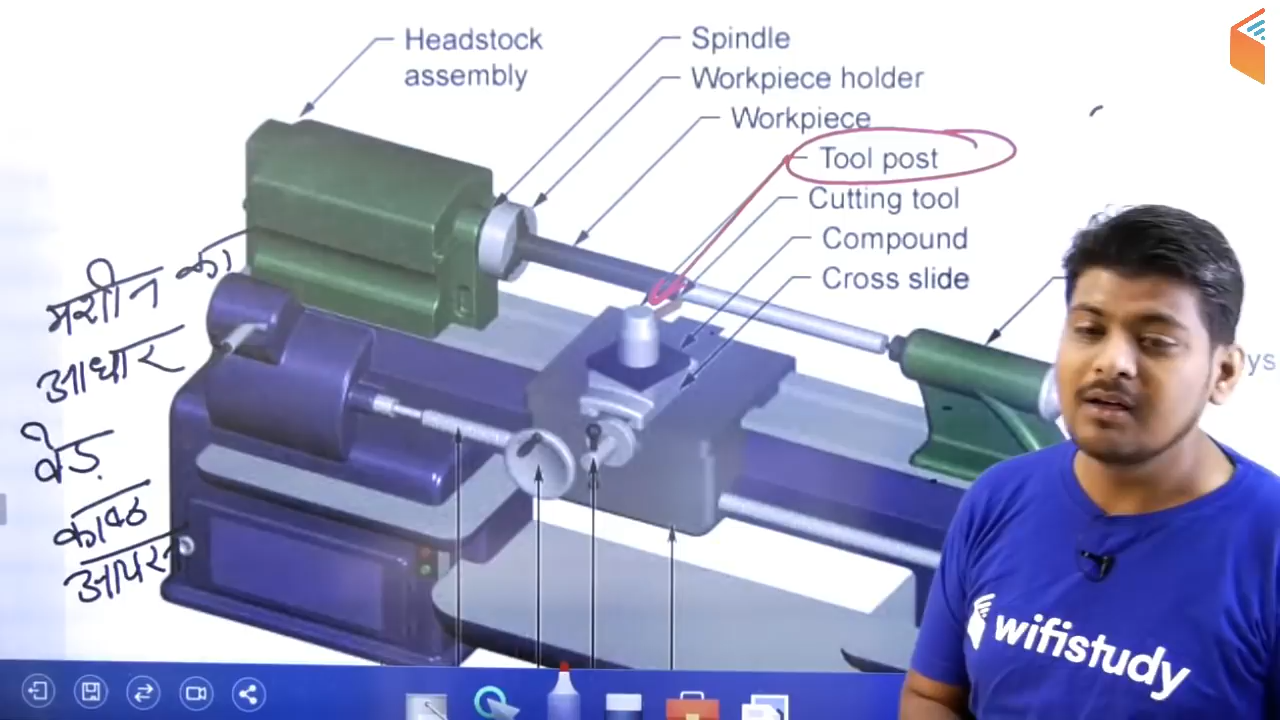 Headstock
assembly
Spindle
Workpiece holder
Workpiece
Tool post
Cutting tool
Compound
Cross slide
मशीन का
आधार
बेड़
wifistudy